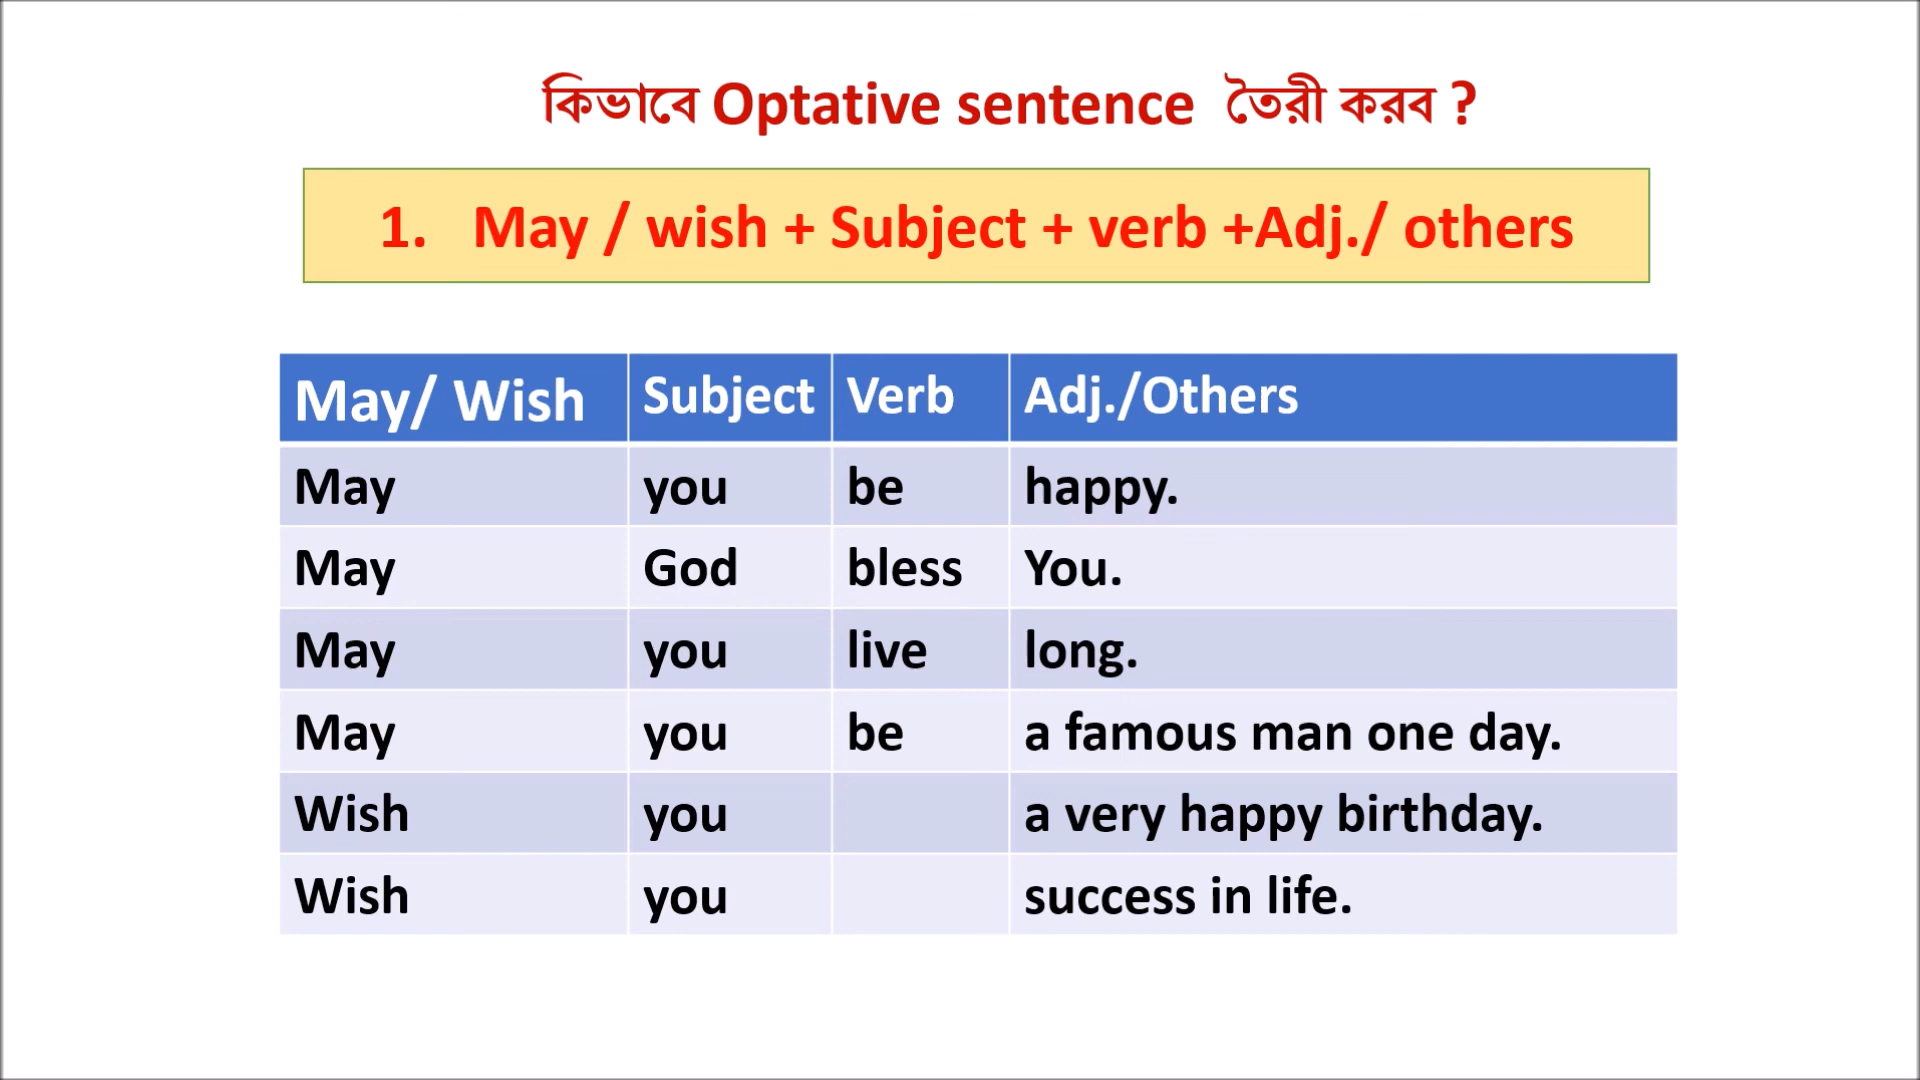 কিভাবে Optative sentence তৈরী করব ?
1. May / wish + Subject + verb +Adj./ others
May/ Wish Subject Verb Adj./Others
May you be happy.
May God bless You.
May you live long.
May you be a famous man one day.
Wish you a very happy birthday.
Wish you success in life.